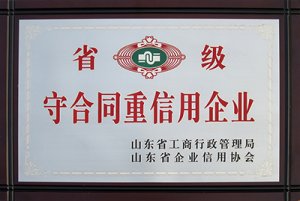 省 级
守合同重信用企业
山东省工商行政管理局
山东省企业信用协会